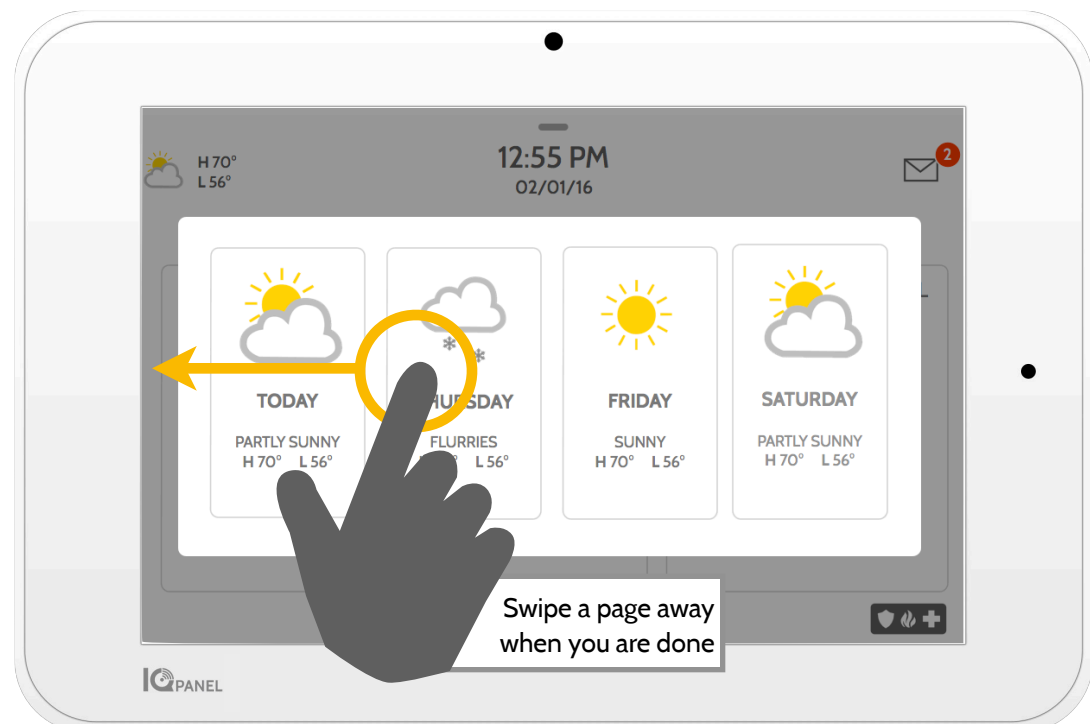 H 70°
L 56°
12:55 PM
02/01/16
2
TODAY
PARTLY SUNNY
H 70° L 56°
HURSDAY
FLURRIES
L 56°
FRIDAY
SUNNY
H 70° L 56°
SATURDAY
PARTLY SUNNY
H 70° L 56°
Swipe a page away
when you are done
IQ PANEL